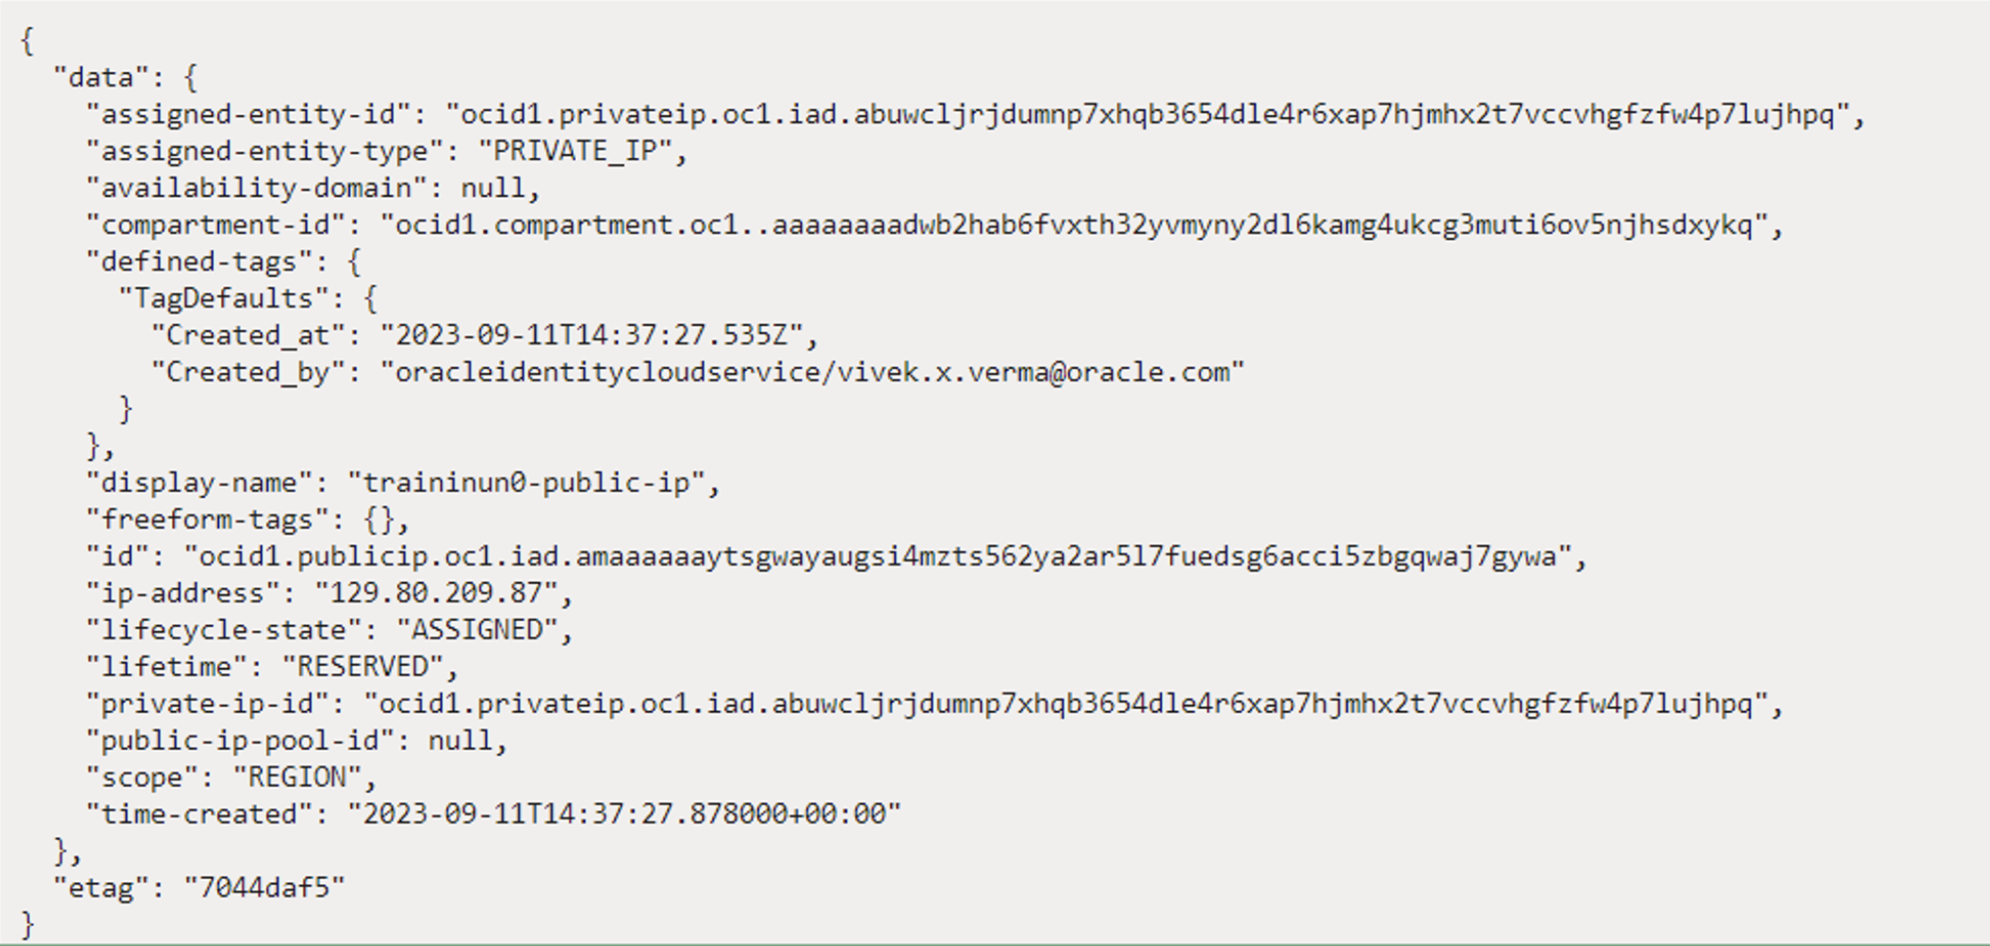 {
"data": {
"assigned-entity-id": "ocid1.privateip.oc1.iad.abuwcljrjdumnp7xhqb3654dle4r6xap7hjmhx2t7vccvhgfzfw4p7lujhpq",
"assigned-entity-type": "PRIVATE_IP",
"availability-domain": null,
"compartment-id": "ocid1.compartment.oc1..aaaaaaaadwb2hab6fvxth32yvmyny2dl6kamg4ukcg3muti6ov5njhsdxykq",
"defined-tags": {
"TagDefaults": {
"Created_at": "2023-09-11T14:37:27.535Z",
"Created_by": "oracleidentitycloudservice/vivek.x.verma@oracle.com"
}
},
"display-name": "traininun0-public-ip",
"freeform-tags": {},
"id": "ocid1.publicip.oc1.iad.amaaaaaaytsgwayaugsi4mzts562ya2ar5l7fuedsg6acci5zbgqwaj7gywa",
"ip-address": "129.80.209.87",
"lifecycle-state": "ASSIGNED",
"lifetime": "RESERVED",
"private-ip-id": "ocid1.privateip.oc1.iad.abuwcljrjdumnp7xhqb3654dle4r6xap7hjmhx2t7vccvhgfzfw4p7lujhpq",
"public-ip-pool-id": null,
"scope": "REGION",
"time-created": "2023-09-11T14:37:27.878000+00:00"
},
"etag": "7044daf5"
}